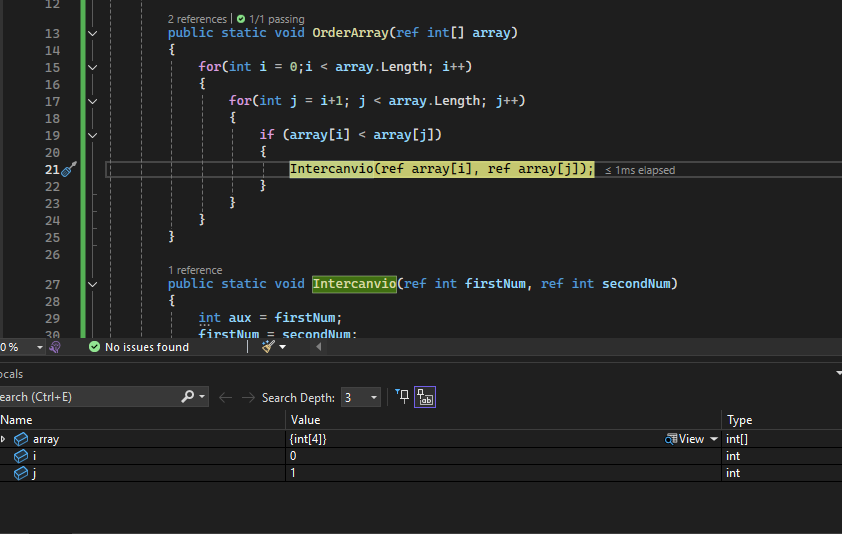 12
2 references | 1/1 passing
13 public static void OrderArray(ref int[] array)
14 {
15 for(int i = 0;i < array.Length; i++)
16 {
17 for(int j = i+1; j < array.Length; j++)
18 {
19 if (array[i] < array[j])
20 {
21 Intercanvio(ref array[i], ref array[j]); ≤ 1ms elapsed
22 }
23 }
24 }
25 }
26
1 reference
27 public static void Intercanvio(ref int firstNum, ref int secondNum)
28 {
29 int aux = firstNum;
30 firstNum = secondNum;
0 % No issues found
ocals
earch (Ctrl+E) Search Depth: 3
Name Value Type
array {int[4]} View int[]
i 0 int
j 1 int